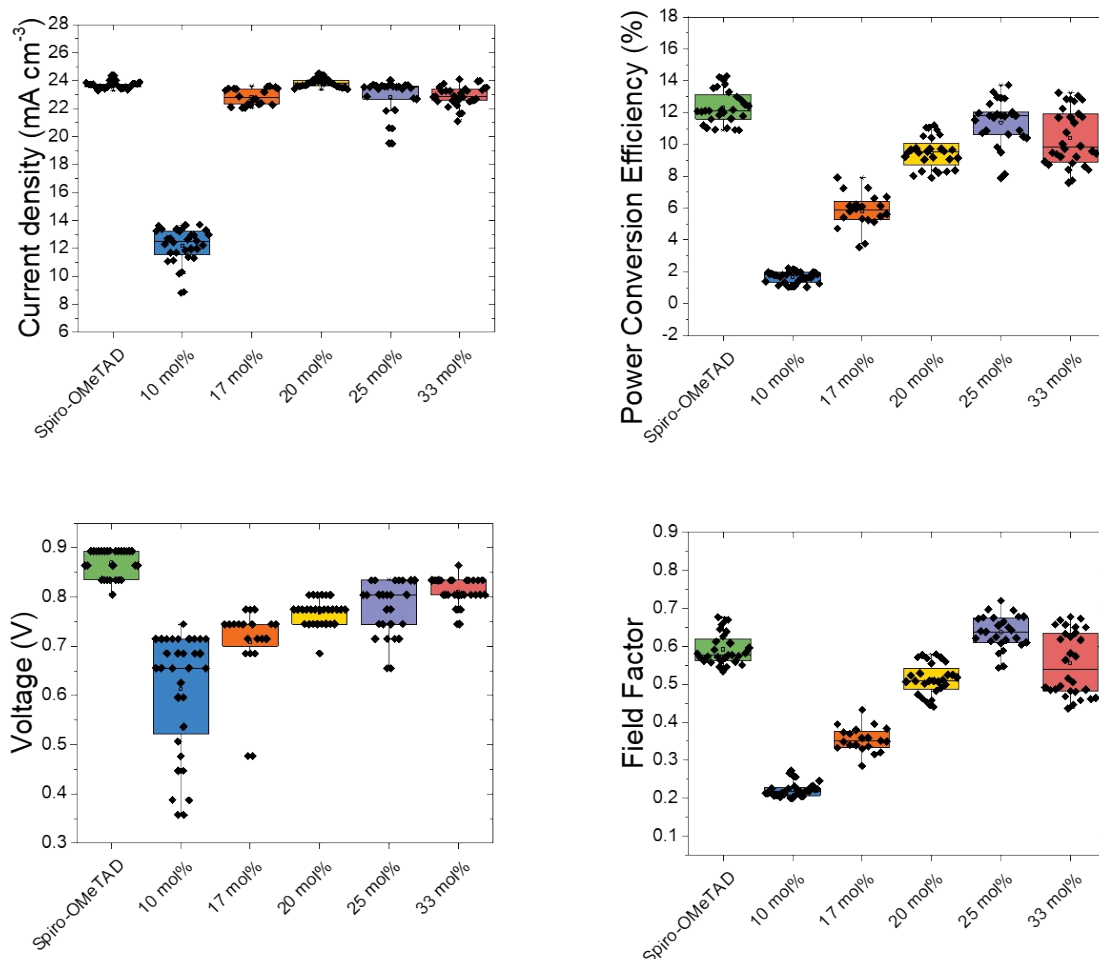 Current density (mA cm⁻³)
28
26
24
22
20
18
16
14
12
10
8
6
Spiro-OMeTAD
10 mol%
17 mol%
20 mol%
25 mol%
33 mol%
Power Conversion Efficiency (%)
18
16
14
12
10
8
6
4
2
0
-2
Spiro-OMeTAD
10 mol%
17 mol%
20 mol%
25 mol%
33 mol%
Voltage (V)
0.9
0.8
0.7
0.6
0.5
0.4
0.3
Spiro-OMeTAD
10 mol%
17 mol%
20 mol%
25 mol%
33 mol%
Field Factor
0.9
0.8
0.7
0.6
0.5
0.4
0.3
0.2
0.1
Spiro-OMeTAD
10 mol%
17 mol%
20 mol%
25 mol%
33 mol%